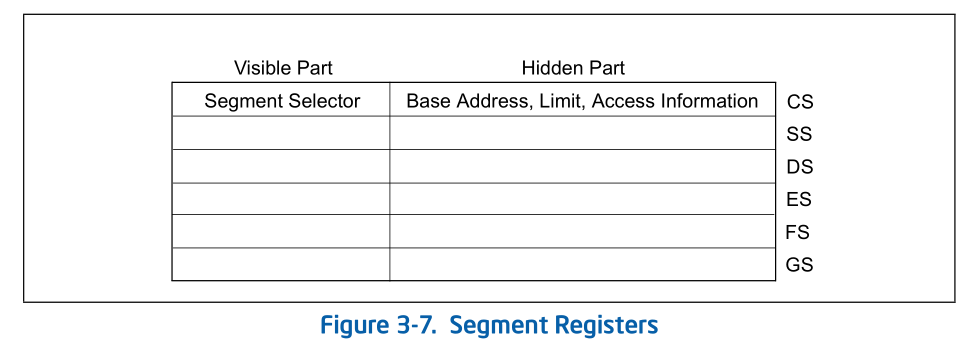 Visible Part Hidden Part
Segment Selector Base Address, Limit, Access Information CS
SS
DS
ES
FS
GS
Figure 3-7. Segment Registers